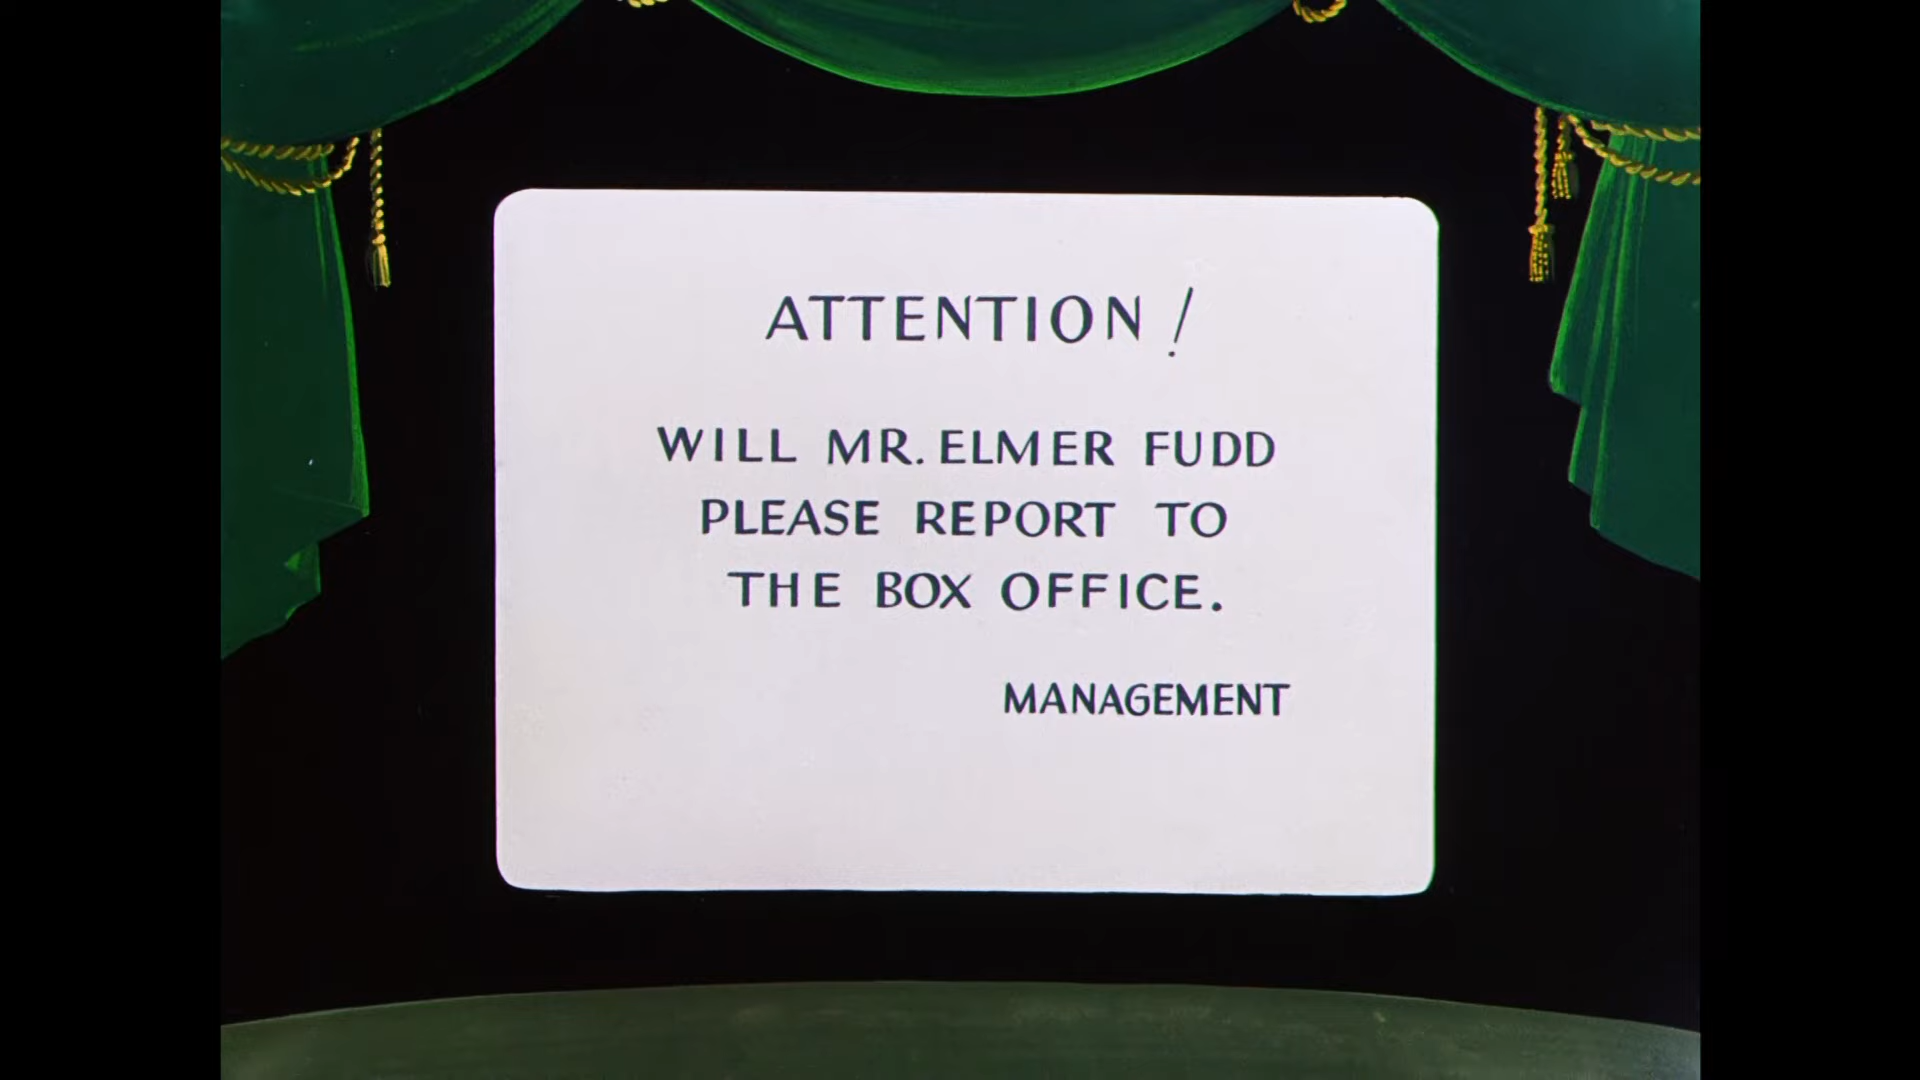 ATTENTION!
WILL MR. ELMER FUDD
PLEASE REPORT TO
THE BOX OFFICE.
MANAGEMENT